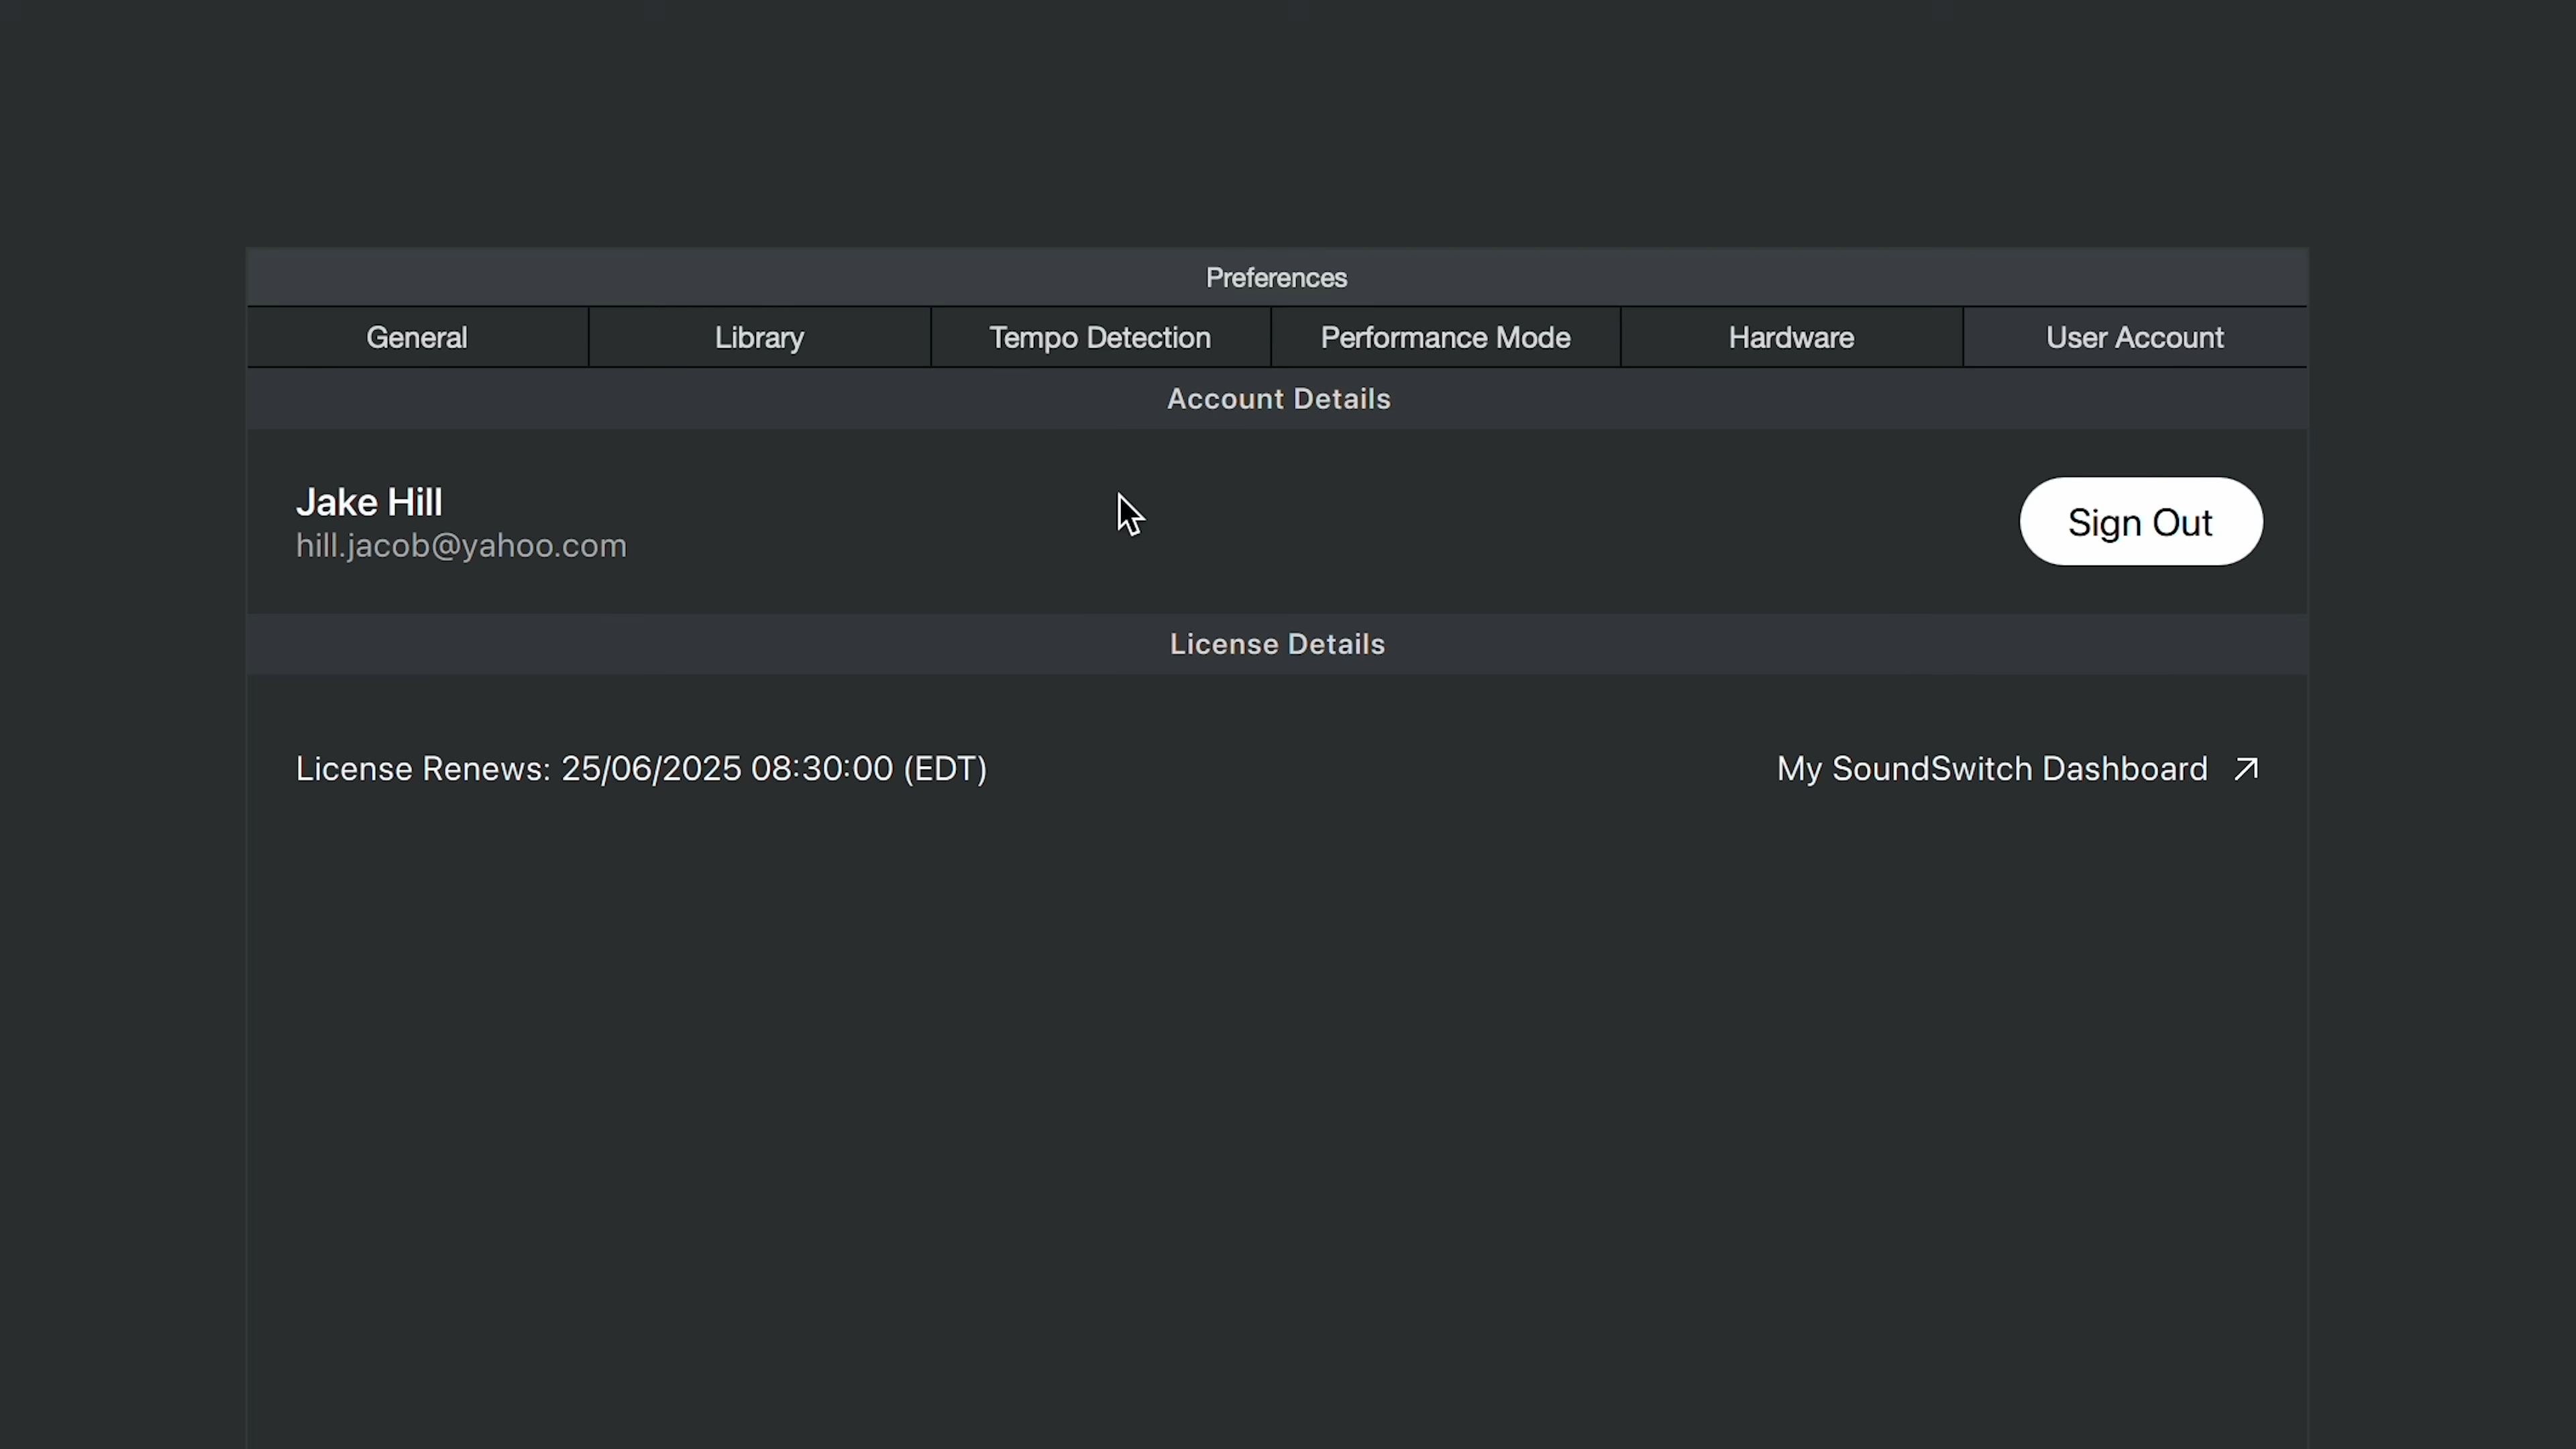 Preferences
General
Library
Tempo Detection
Performance Mode
Hardware
User Account
Account Details
Jake Hill
hill.jacob@yahoo.com
Sign Out
License Details
License Renews: 25/06/2025 08:30:00 (EDT)
My SoundSwitch Dashboard